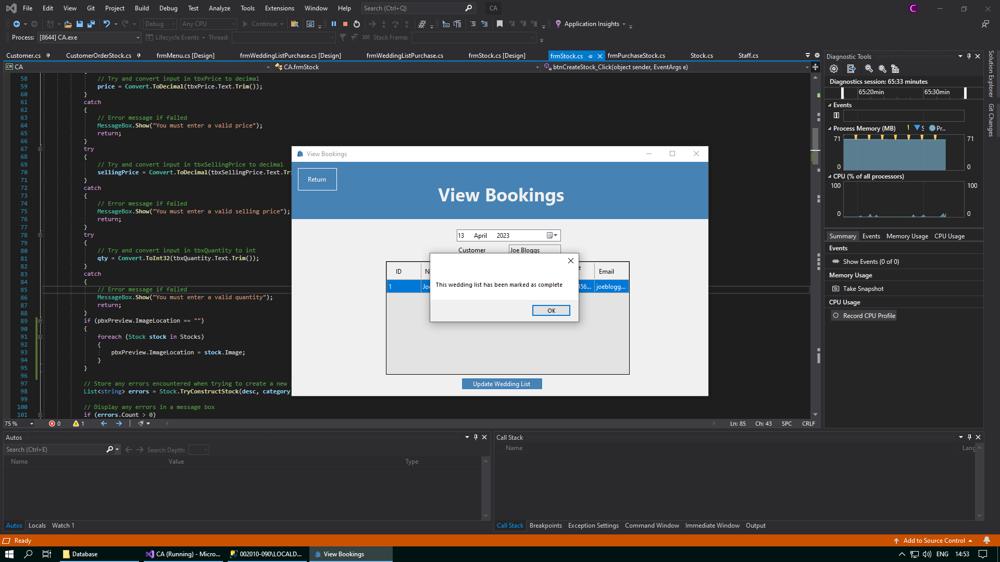 File Edit View Git Project Build Debug Test Analyze Tools Extensions Window Help Search (Ctrl+Q) CA C
Debug Any CPU Continue Application Insights
Process: [8644] CA.exe Lifecycle Events Thread: Stack Frame:
Customer.cs CustomerOrderStock.cs frmMenu.cs [Design] frmWeddingListPurchase.cs [Design] frmWeddingListPurchase.cs frmStock.cs [Design] frmStock.cs frmPurchaseStock.cs Stock.cs Staff.cs
C# CA CA.frmStock btnCreateStock_Click(object sender, EventArgs e)
58 // Try and convert input in tbxPrice to decimal
59 price = Convert.ToDecimal(tbxPrice.Text.Trim());
60 }
61 catch
62 {
63 // Error message if failed
64 MessageBox.Show("You must enter a valid price");
65 return;
66 }
67 try
68 {
69 // Try and convert input in tbxSellingPrice to decimal
70 sellingPrice = Convert.ToDecimal(tbxSellingPrice.Text.Tri
71 }
72 catch
73 {
74 // Error message if failed
75 MessageBox.Show("You must enter a valid selling price");
76 return;
77 }
78 try
79 {
80 // Try and convert input in tbxQuantity to int
81 qty = Convert.ToInt32(tbxQuantity.Text.Trim());
82 }
83 catch
84 {
85 // Error message if failed
86 MessageBox.Show("You must enter a valid quantity");
87 return;
88 }
89 if (pbxPreview.ImageLocation == "")
90 {
91 foreach (Stock stock in Stocks)
92 {
93 pbxPreview.ImageLocation = stock.Image;
94 }
95 }
96
97 // Store any errors encountered when trying to create a new
98 List<string> errors = Stock.TryConstructStock(desc, category,
99
100 // Display any errors in a message box
101 if (errors.Count > 0)
75 % 0 1 Ln: 85 Ch: 43 SPC CRLF
View Bookings
Return
View Bookings
13 April 2023
Customer Joe Bloggs
ID N e Email
1 Jo 456... joeblogg...
This wedding list has been marked as complete
OK
Update Wedding List
Diagnostic Tools
Diagnostics session: 65:33 minutes
65:20min 65:30min
Events
Process Memory (MB) S Pr...
71 71
0 0
CPU (% of all processors)
100 100
0 0
Summary Events Memory Usage CPU Usage
Events
Show Events (0 of 0)
Memory Usage
Take Snapshot
CPU Usage
Record CPU Profile
Solution Explorer
Git Changes
Autos
Search (Ctrl+E) Search Depth:
Name Value Type
Autos Locals Watch 1
Call Stack
Name Lang
Call Stack Breakpoints Exception Settings Command Window Immediate Window Output
Ready Add to Source Control
Database CA (Running) - Micro... 002010-090\LOCALD... View Bookings ENG 14:53